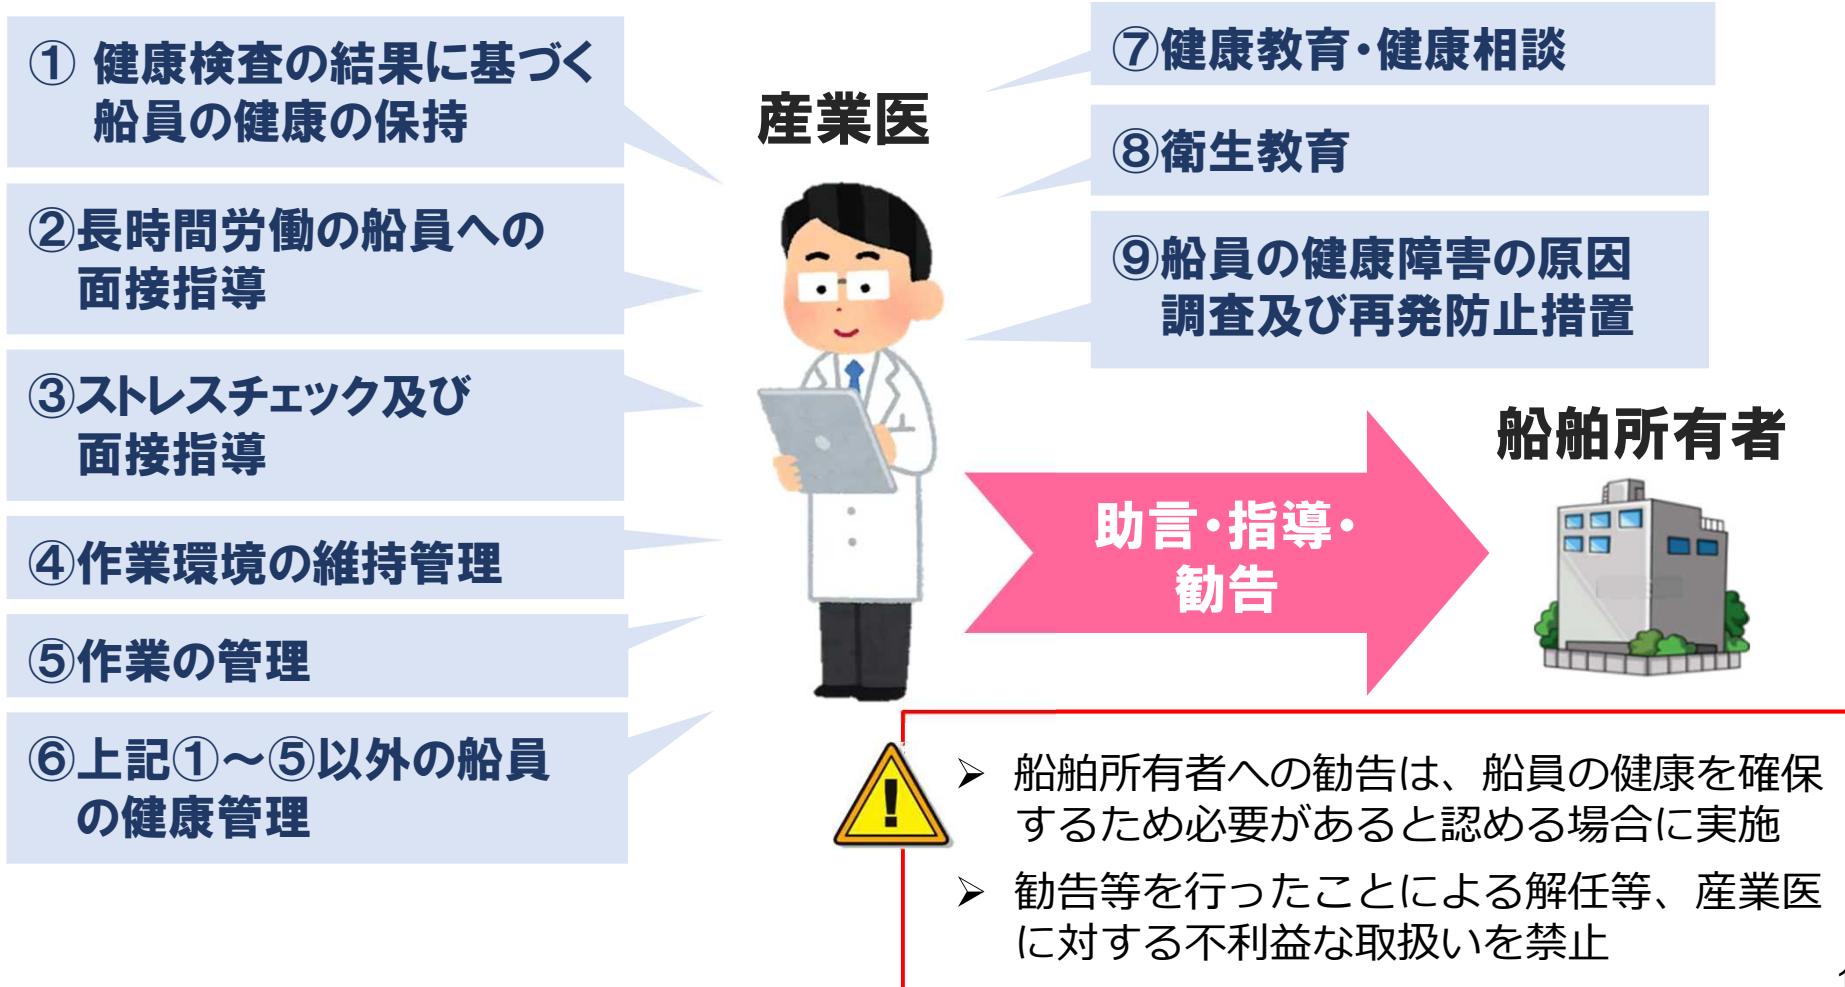 ① 健康検査の結果に基づく
船員の健康の保持
②長時間労働の船員への
面接指導
③ストレスチェック及び
面接指導
④作業環境の維持管理
⑤作業の管理
⑥上記①～⑤以外の船員
の健康管理
産業医
⑦健康教育・健康相談
⑧衛生教育
⑨船員の健康障害の原因
調査及び再発防止措置
助言・指導・
勧告
船舶所有者
➢ 船舶所有者への勧告は、船員の健康を確保
するため必要があると認める場合に実施
➢ 勧告等を行ったことによる解任等、産業医
に対する不利益な取扱いを禁止